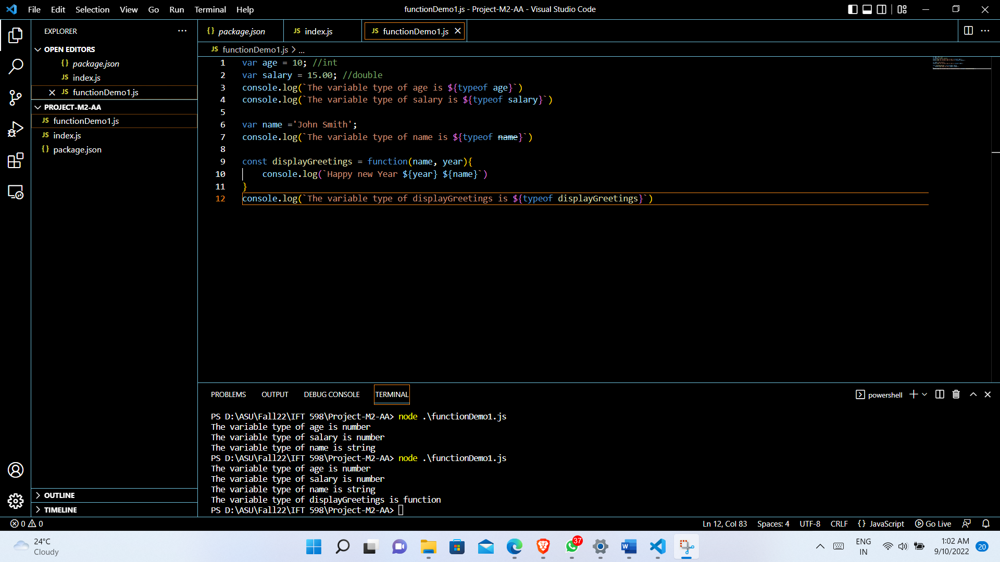 File Edit Selection View Go Run Terminal Help
functionDemo1.js - Project-M2-AA - Visual Studio Code
EXPLORER
OPEN EDITORS
{} package.json
JS index.js
JS functionDemo1.js
PROJECT-M2-AA
JS functionDemo1.js
JS index.js
{} package.json
OUTLINE
TIMELINE
{} package.json
JS index.js
JS functionDemo1.js
JS functionDemo1.js > ...
1 var age = 10; //int
2 var salary = 15.00; //double
3 console.log(`The variable type of age is ${typeof age}`)
4 console.log(`The variable type of salary is ${typeof salary}`)
5
6 var name ='John Smith';
7 console.log(`The variable type of name is ${typeof name}`)
8
9 const displayGreetings = function(name, year){
10     console.log(`Happy new Year ${year} ${name}`)
11 }
12 console.log(`The variable type of displayGreetings is ${typeof displayGreetings}`)
PROBLEMS OUTPUT DEBUG CONSOLE TERMINAL
powershell
PS D:\ASU\Fall22\IFT 598\Project-M2-AA> node .\functionDemo1.js
The variable type of age is number
The variable type of salary is number
The variable type of name is string
PS D:\ASU\Fall22\IFT 598\Project-M2-AA> node .\functionDemo1.js
The variable type of age is number
The variable type of salary is number
The variable type of name is string
The variable type of displayGreetings is function
PS D:\ASU\Fall22\IFT 598\Project-M2-AA>
0 0
Ln 12, Col 83 Spaces: 4 UTF-8 CRLF {} JavaScript Go Live
24°C
Cloudy
37
ENG
IN
1:02 AM
9/10/2022
20